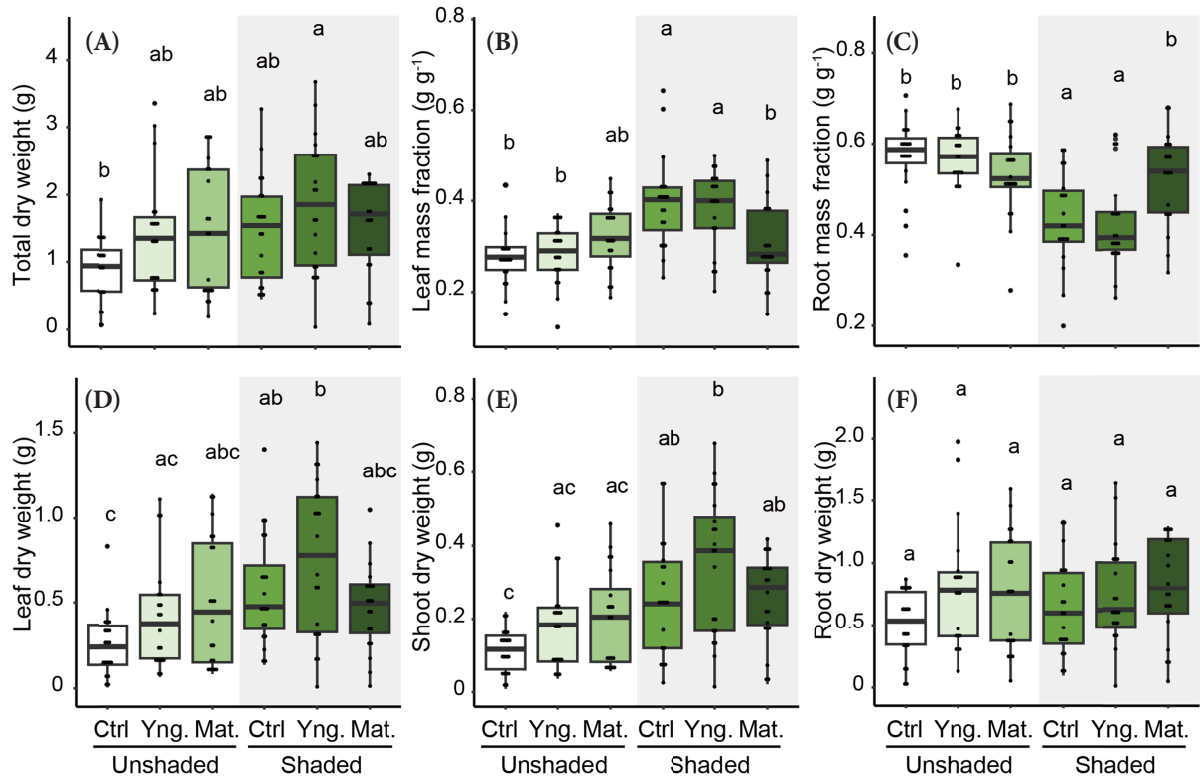 (A)
Total dry weight (g)
4
3
2
1
0
b
ab
ab
ab
a
ab
(B)
Leaf mass fraction (g g⁻¹)
0.8
0.6
0.4
0.2
b
b
ab
a
a
b
(C)
Root mass fraction (g g⁻¹)
0.8
0.6
0.4
0.2
b
b
b
a
a
b
(D)
Leaf dry weight (g)
1.5
1.0
0.5
0
c
ac
abc
ab
b
abc
Ctrl Yng. Mat. Ctrl Yng. Mat.
Unshaded Shaded
(E)
Shoot dry weight (g)
0.8
0.6
0.4
0.2
0
c
ac
ac
ab
b
ab
Ctrl Yng. Mat. Ctrl Yng. Mat.
Unshaded Shaded
(F)
Root dry weight (g)
2.0
1.5
1.0
0.5
0
a
a
a
a
a
a
Ctrl Yng. Mat. Ctrl Yng. Mat.
Unshaded Shaded